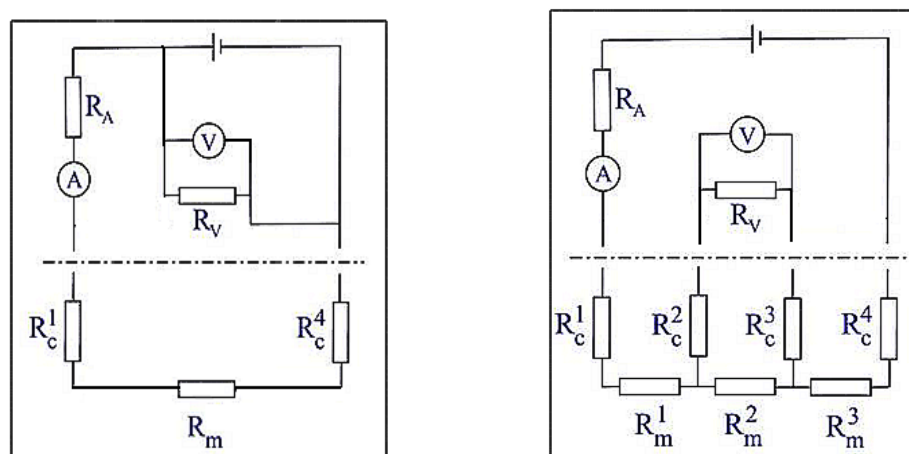 R_A
V
A
R_V
R_c^1
R_c^4
R_m
R_A
V
A
R_V
R_c^1
R_c^2
R_c^3
R_c^4
R_m^1
R_m^2
R_m^3